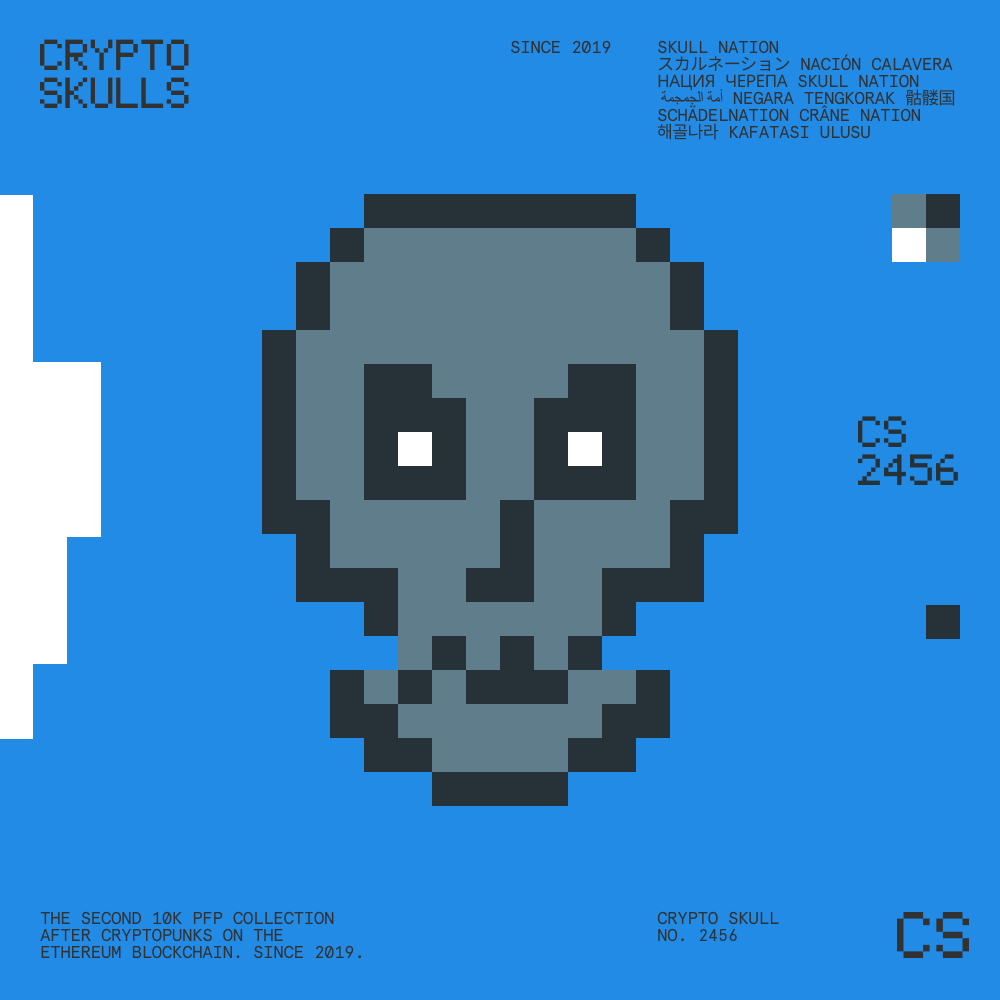 CRYPTO
SKULLS
SINCE 2019
SKULL NATION
スカルネーション NACIÓN CALAVERA
НАЦИЯ ЧЕРЕПА SKULL NATION
أمة الجمجمة NEGARA TENGKORAK 骷髅国
SCHÄDELNATION CRÂNE NATION
해골나라 KAFATASI ULUSU
CS
2456
THE SECOND 10K PFP COLLECTION
AFTER CRYPTOPUNKS ON THE
ETHEREUM BLOCKCHAIN. SINCE 2019.
CRYPTO SKULL
NO. 2456
CS